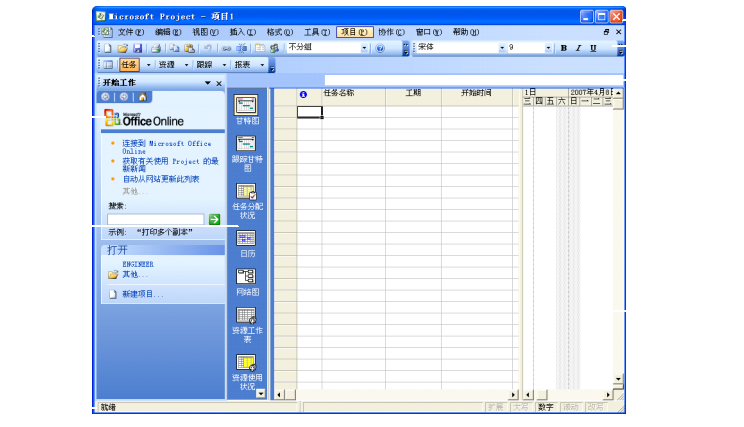 Microsoft Project - 项目1
文件(F) 编辑(E) 视图(V) 插入(I) 格式(O) 工具(T) 项目(P) 协作(C) 窗口(W) 帮助(H)
不分组 宋体 9 B I U
任务 资源 跟踪 报表
开始工作
Microsoft
Office Online
连接到 Microsoft Office
Online
获取有关使用 Project 的最
新新闻
自动从网站更新此列表
其他...
搜索:
示例: “打印多个副本”
打开
ENGINEER
其他...
新建项目...
甘特图
跟踪甘特
图
任务分配
状况
日历
网络图
资源工作
表
资源使用
状况
任务名称 工期 开始时间
1日 2007年4月8日
三 四 五 六 日 一 二 三
就绪
扩展 大写 数字 滚动 改写